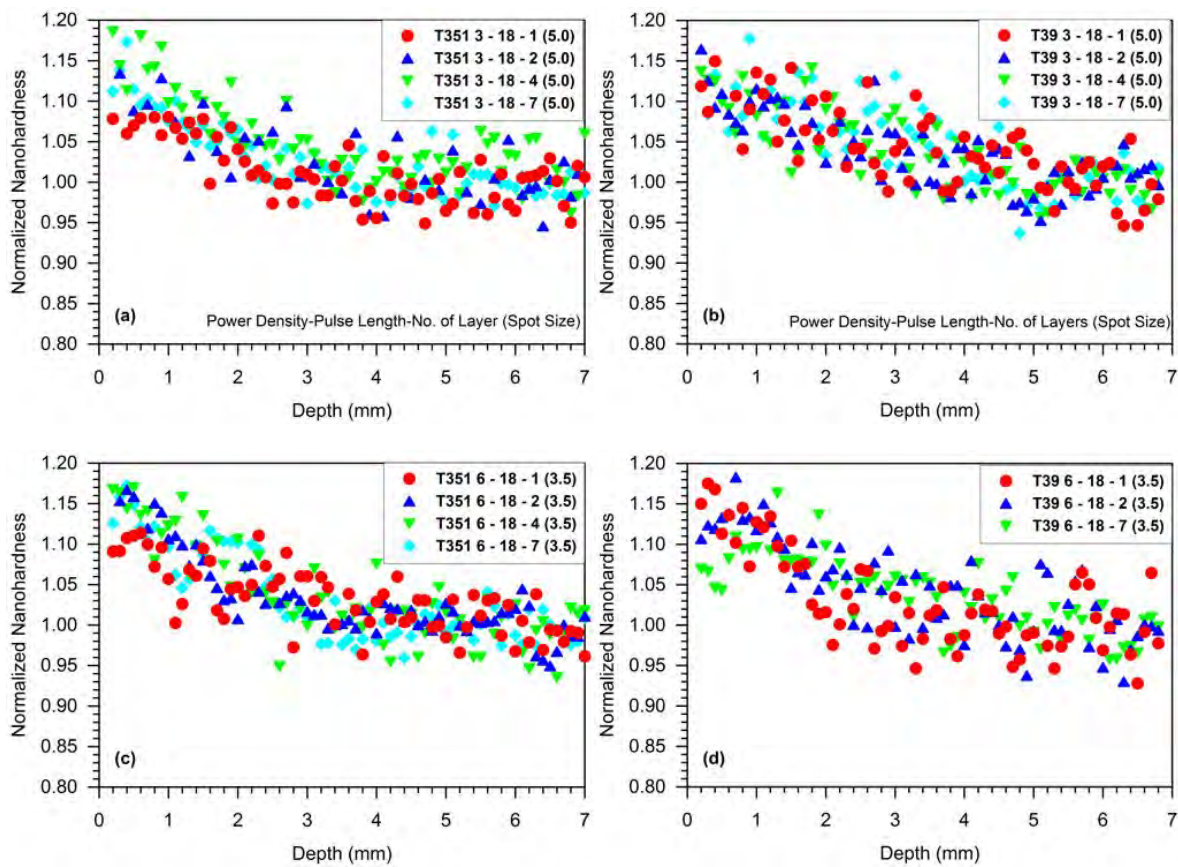 1.20
1.15
1.10
1.05
1.00
0.95
0.90
0.85
0.80
Normalized Nanohardness
T351 3 - 18 - 1 (5.0)
T351 3 - 18 - 2 (5.0)
T351 3 - 18 - 4 (5.0)
T351 3 - 18 - 7 (5.0)
(a)
Power Density-Pulse Length-No. of Layer (Spot Size)
0 1 2 3 4 5 6 7
Depth (mm)
1.20
1.15
1.10
1.05
1.00
0.95
0.90
0.85
0.80
Normalized Nanohardness
T39 3 - 18 - 1 (5.0)
T39 3 - 18 - 2 (5.0)
T39 3 - 18 - 4 (5.0)
T39 3 - 18 - 7 (5.0)
(b)
Power Density-Pulse Length-No. of Layers (Spot Size)
0 1 2 3 4 5 6 7
Depth (mm)
1.20
1.15
1.10
1.05
1.00
0.95
0.90
0.85
0.80
Normalized Nanohardness
T351 6 - 18 - 1 (3.5)
T351 6 - 18 - 2 (3.5)
T351 6 - 18 - 4 (3.5)
T351 6 - 18 - 7 (3.5)
(c)
0 1 2 3 4 5 6 7
Depth (mm)
1.20
1.15
1.10
1.05
1.00
0.95
0.90
0.85
0.80
Normalized Nanohardness
T39 6 - 18 - 1 (3.5)
T39 6 - 18 - 2 (3.5)
T39 6 - 18 - 7 (3.5)
(d)
0 1 2 3 4 5 6 7
Depth (mm)